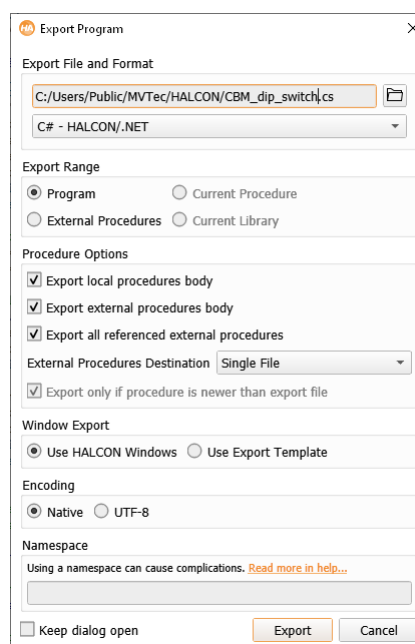 HA Export Program
Export File and Format
C:/Users/Public/MVTec/HALCON/CBM_dip_switch.cs
C# - HALCON/.NET
Export Range
Program Current Procedure
External Procedures Current Library
Procedure Options
Export local procedures body
Export external procedures body
Export all referenced external procedures
External Procedures Destination Single File
Export only if procedure is newer than export file
Window Export
Use HALCON Windows Use Export Template
Encoding
Native UTF-8
Namespace
Using a namespace can cause complications. Read more in help...
Keep dialog open Export Cancel